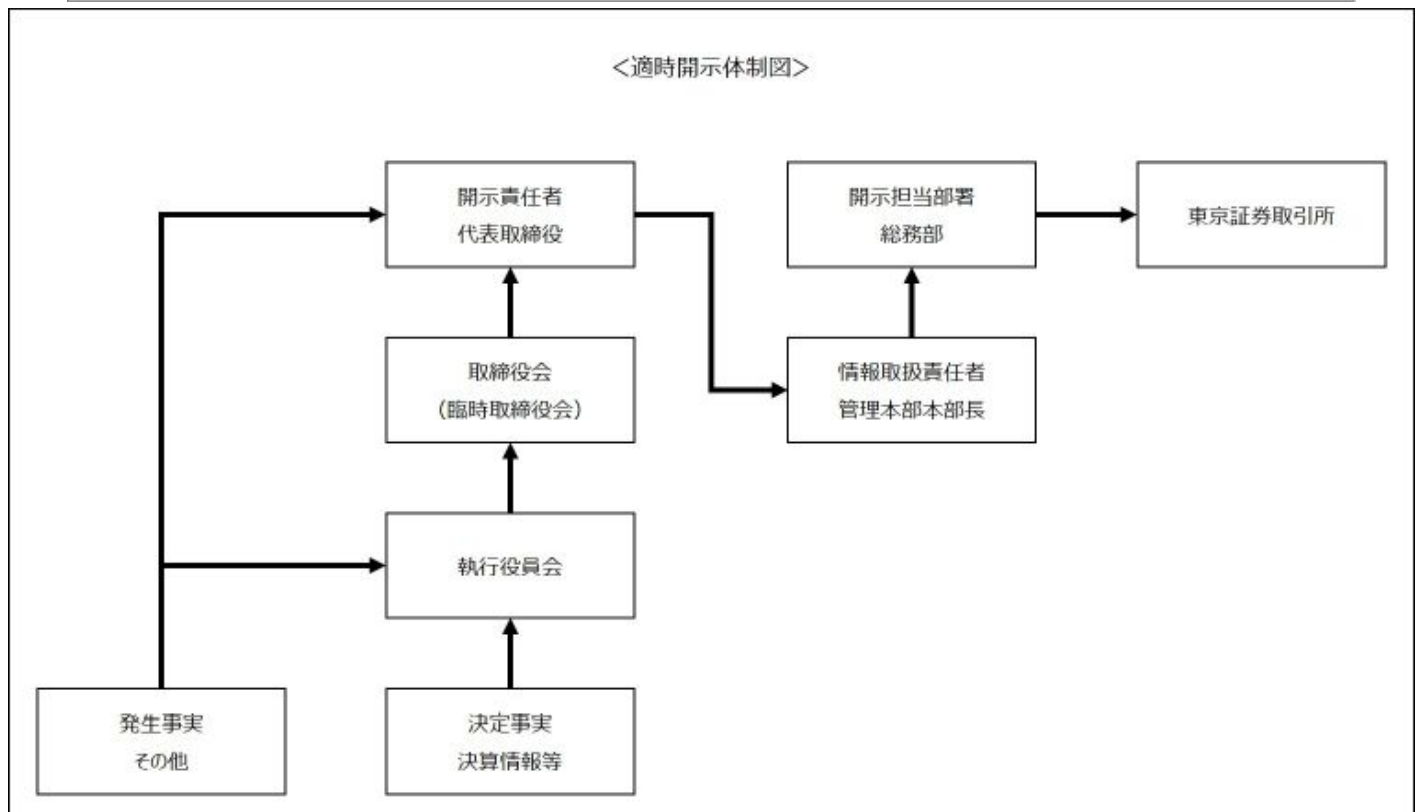 ＜適時開示体制図＞
開示責任者
代表取締役
開示担当部署
総務部
東京証券取引所
取締役会
（臨時取締役会）
情報取扱責任者
管理本部本部長
執行役員会
発生事実
その他
決定事実
決算情報等